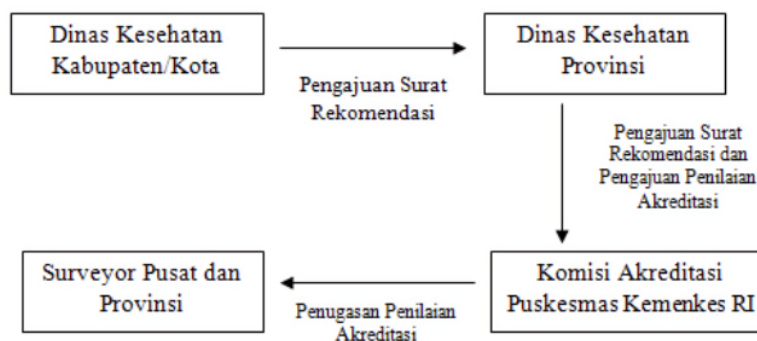 Dinas Kesehatan
Kabupaten/Kota
Pengajuan Surat
Rekomendasi
Dinas Kesehatan
Provinsi
Pengajuan Surat
Rekomendasi dan
Pengajuan Penilaian
Akreditasi
Komisi Akreditasi
Puskesmas Kemenkes RI
Penugasan Penilaian
Akreditasi
Surveyor Pusat dan
Provinsi